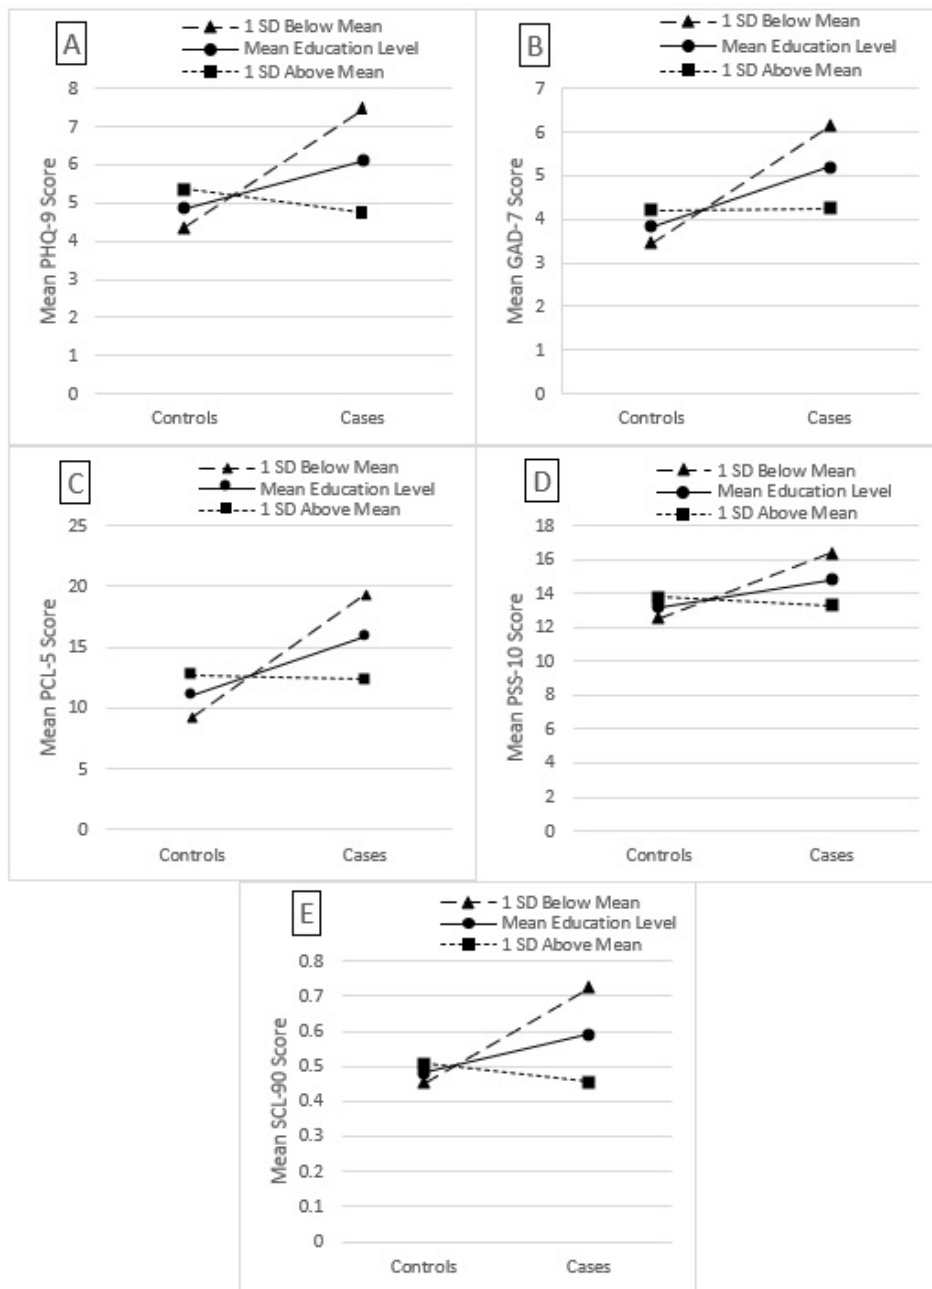 A
1 SD Below Mean
Mean Education Level
1 SD Above Mean
Mean PHQ-9 Score
8
7
6
5
4
3
2
1
0
Controls Cases
B
1 SD Below Mean
Mean Education Level
1 SD Above Mean
Mean GAD-7 Score
7
6
5
4
3
2
1
0
Controls Cases
C
1 SD Below Mean
Mean Education Level
1 SD Above Mean
Mean PCL-5 Score
25
20
15
10
5
0
Controls Cases
D
1 SD Below Mean
Mean Education Level
1 SD Above Mean
Mean PSS-10 Score
18
16
14
12
10
8
6
4
2
0
Controls Cases
E
1 SD Below Mean
Mean Education Level
1 SD Above Mean
Mean SCL-90 Score
0.8
0.7
0.6
0.5
0.4
0.3
0.2
0.1
0
Controls Cases